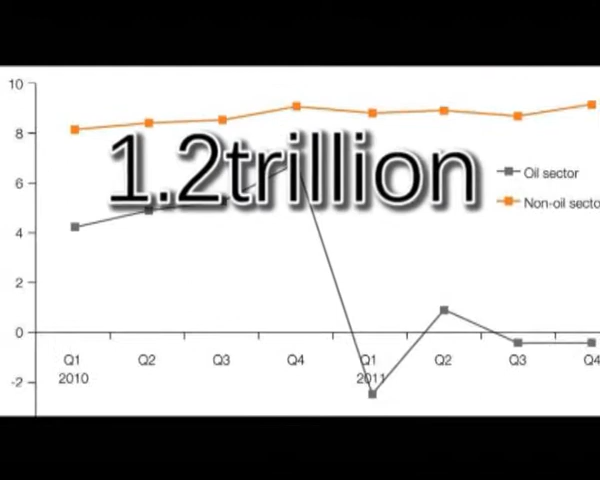 10
8
1.2trillion
Oil sector
6
Non-oil secto
4
2
0
Q1 Q2 Q3 Q4 Q1 Q2 Q3 Q4
2010 2011
-2